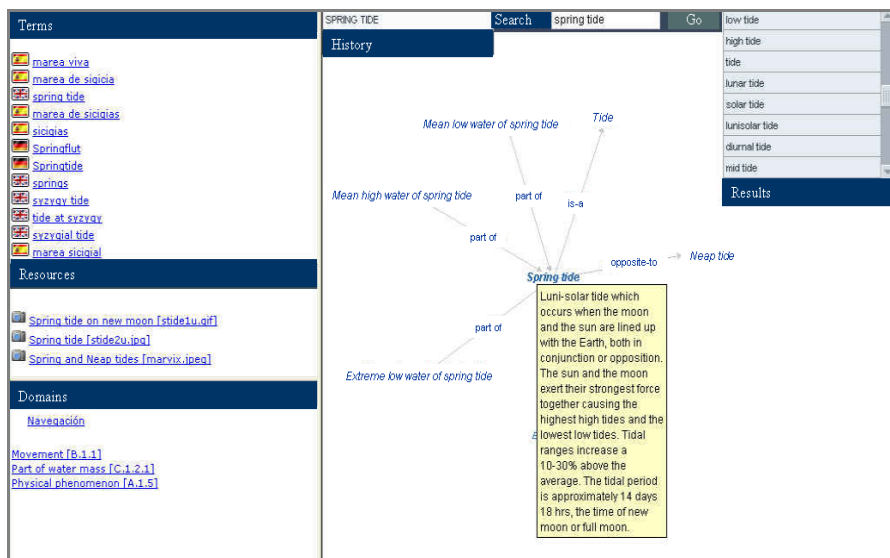 Terms
marea viva
marea de sigicia
spring tide
marea de sicigias
sicigias
Springflut
Springtide
springs
syzygy tide
tide at syzygy
syzygial tide
marea sicigial
Resources
Spring tide on new moon [stide1u.gif]
Spring tide [stide2u.jpg]
Spring and Neap tides [marvix.jpeg]
Domains
Navegación
Movement [B.1.1]
Part of water mass [C.1.2.1]
Physical phenomenon [A.1.5]
SPRING TIDE
Search
spring tide
Go
History
Mean low water of spring tide
Tide
part of
is-a
Mean high water of spring tide
part of
opposite-to
Neap tide
Spring tide
part of
Extreme low water of spring tide
Luni-solar tide which
occurs when the moon
and the sun are lined up
with the Earth, both in
conjunction or opposition.
The sun and the moon
exert their strongest force
together causing the
highest high tides and the
lowest low tides. Tidal
ranges increase a
10-30% above the
average. The tidal period
is approximately 14 days
18 hrs, the time of new
moon or full moon.
low tide
high tide
tide
lunar tide
solar tide
lunisolar tide
diurnal tide
mid tide
Results